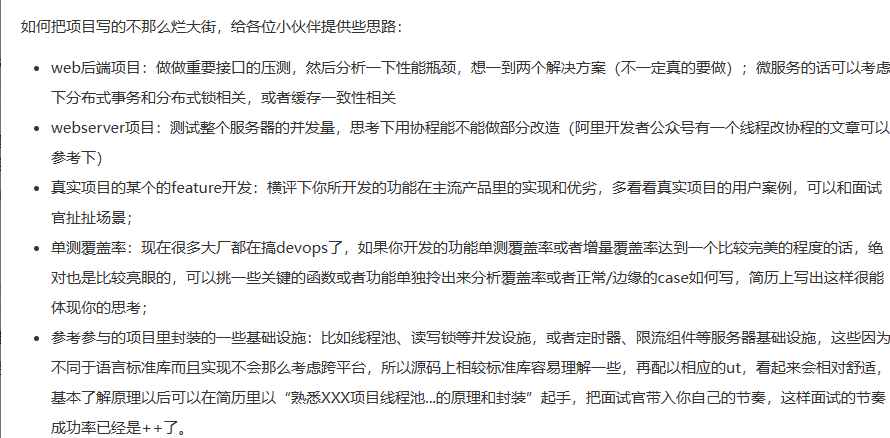 如何把项目写的不那么烂大街，给各位小伙伴提供些思路：
web后端项目：做做重要接口的压测，然后分析一下性能瓶颈，想一到两个解决方案（不一定真的要做）；微服务的话可以考虑
下分布式事务和分布式锁相关，或者缓存一致性相关
webserver项目：测试整个服务器的并发量，思考下用协程能不能做部分改造（阿里开发者公众号有一个线程改协程的文章可以
参考下）
真实项目的某个的feature开发：横评下你所开发的功能在主流产品里的实现和优劣，多看看真实项目的用户案例，可以和面试
官扯扯场景；
单测覆盖率：现在很多大厂都在搞devops了，如果你开发的功能单测覆盖率或者增量覆盖率达到一个比较完美的程度的话，绝
对也是比较亮眼的，可以挑一些关键的函数或者功能单独拎出来分析覆盖率或者正常/边缘的case如何写，简历上写出这样很能
体现你的思考；
参考参与的项目里封装的一些基础设施：比如线程池、读写锁等并发设施，或者定时器、限流组件等服务器基础设施，这些因为
不同于语言标准库而且实现不会那么考虑跨平台，所以源码上相较标准库容易理解一些，再配以相应的ut，看起来会相对舒适，
基本了解原理以后可以在简历里以“熟悉XXX项目线程池...的原理和封装”起手，把面试官带入你自己的节奏，这样面试的节奏
成功率已经是++了。